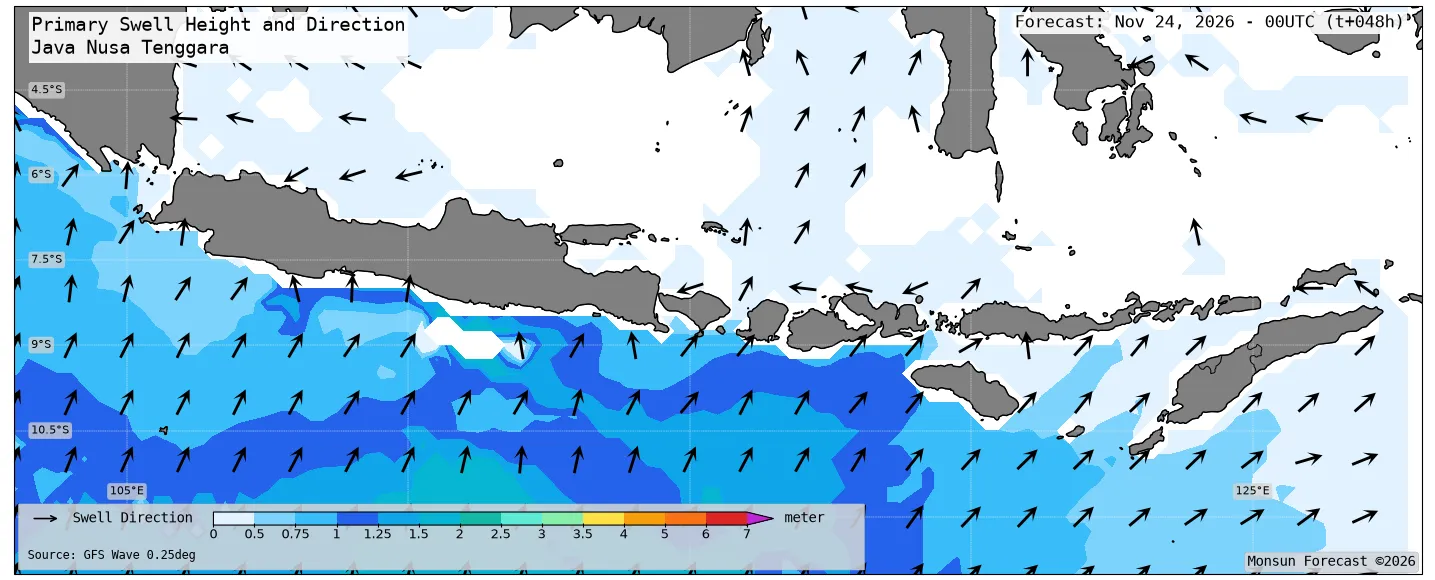 Primary Swell Height and Direction
Java Nusa Tenggara
Forecast: Nov 24, 2026 - 00UTC (t+048h)
4.5°S
6°S
7.5°S
9°S
10.5°S
105°E
125°E
Swell Direction
0 0.5 0.75 1 1.25 1.5 2 2.5 3 3.5 4 5 6 7
meter
Source: GFS Wave 0.25deg
Monsun Forecast ©2026